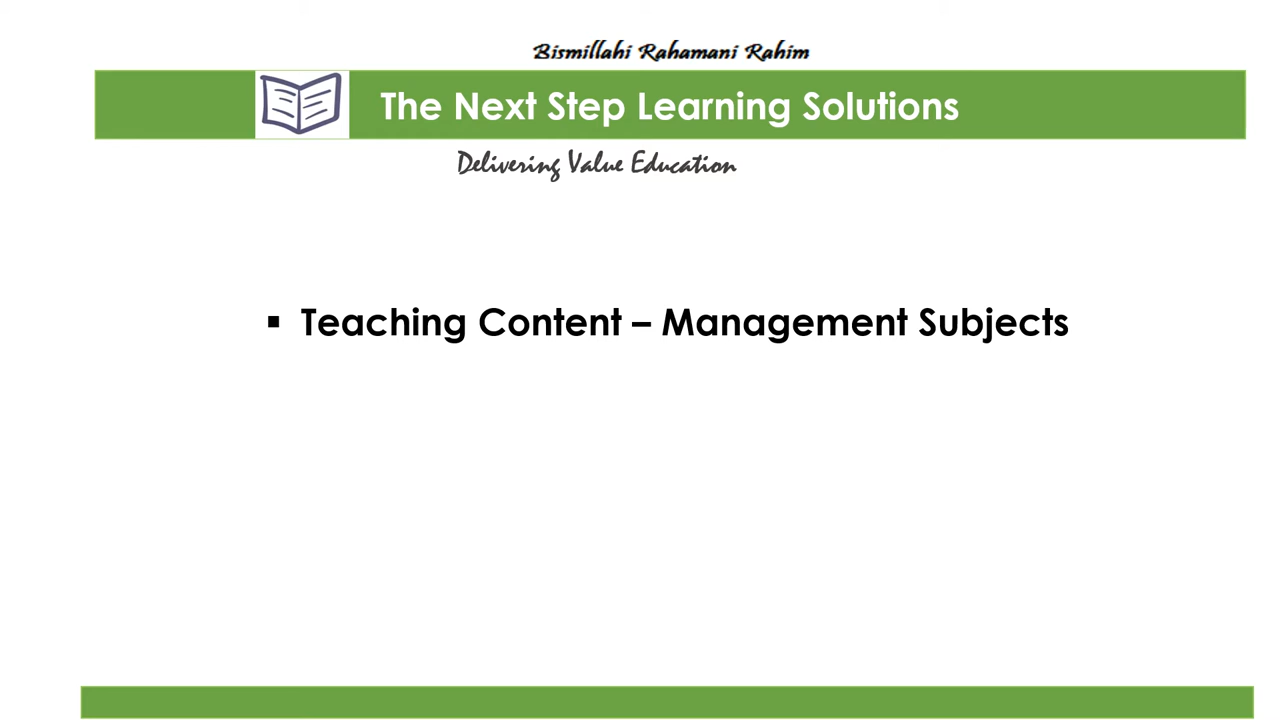 Bismillahi Rahamani Rahim
The Next Step Learning Solutions
Delivering Value Education
▪ Teaching Content – Management Subjects